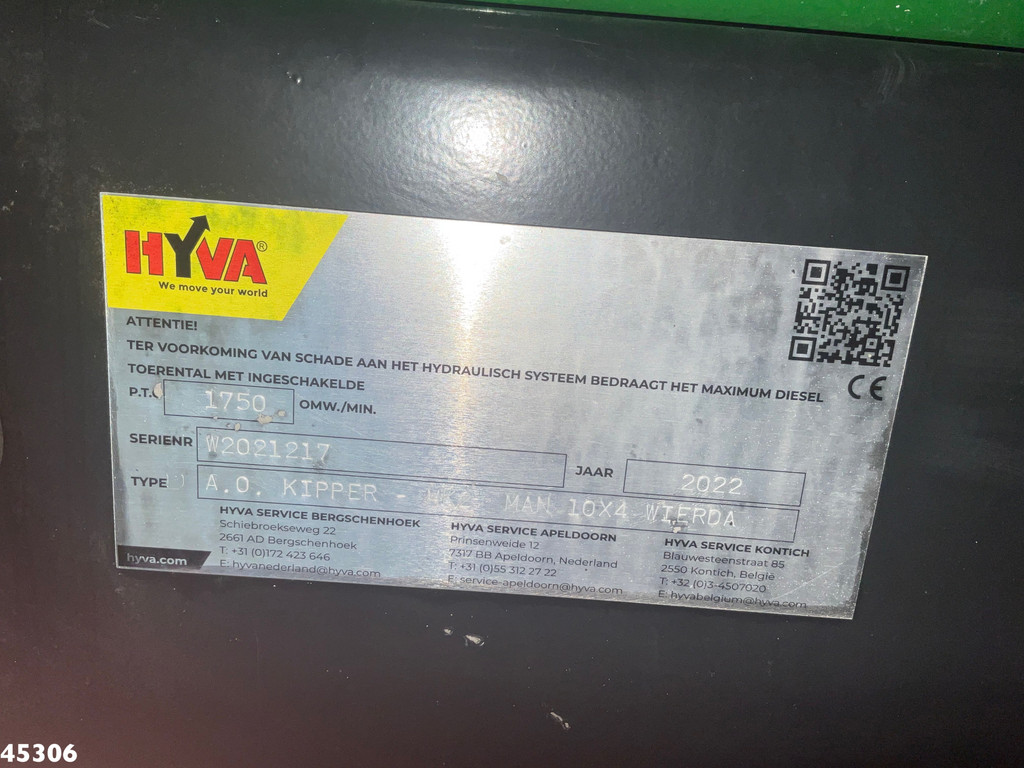 HYVA®
We move your world
ATTENTIE!
TER VOORKOMING VAN SCHADE AAN HET HYDRAULISCH SYSTEEM BEDRAAGT HET MAXIMUM DIESEL
TOERENTAL MET INGESCHAKELDE
P.T.O. 1750 OMW./MIN.
SERIENR W2021217 JAAR 2022
TYPE A.O. KIPPER - MAN 10X4 WIERDA
HYVA SERVICE BERGSCHENHOEK
Schiebroekseweg 22
2661 AD Bergschenhoek
T: +31 (0)172 423 646
E: hyvanederland@hyva.com
HYVA SERVICE APELDOORN
Prinsenweide 12
7317 BB Apeldoorn, Nederland
T: +31 (0)55 312 27 22
E: service-apeldoorn@hyva.com
HYVA SERVICE KONTICH
Blauwesteenstraat 85
2550 Kontich, België
T: +32 (0)3-4507020
E: hyvabelgium@hyva.com
hyva.com
CE
45306